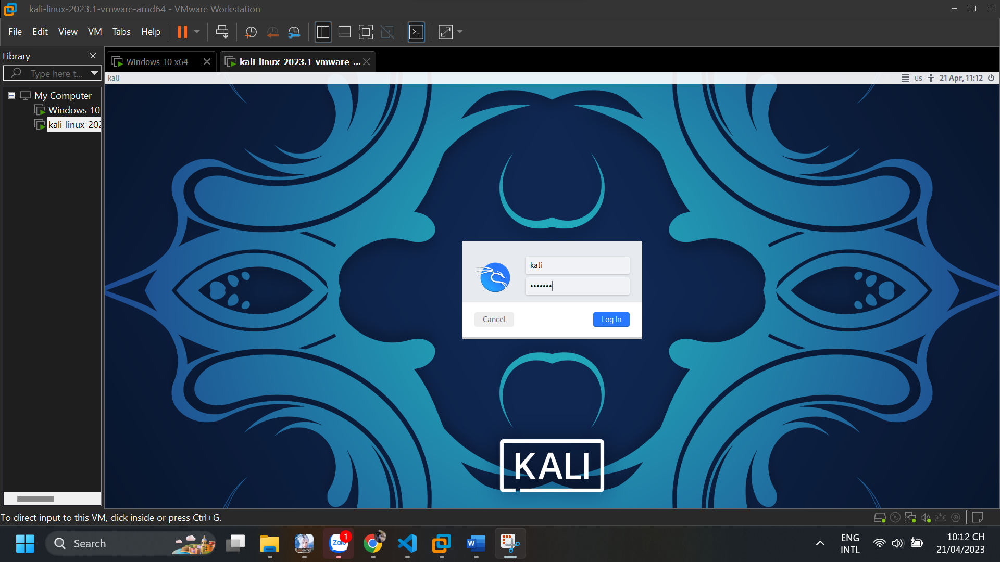 kali-linux-2023.1-vmware-amd64 - VMware Workstation
File Edit View VM Tabs Help
Library
Type here t...
My Computer
Windows 10
kali-linux-202
Windows 10 x64
kali-linux-2023.1-vmware-...
kali
us
21 Apr, 11:12
kali
•••••••
Cancel
Log In
KALI
To direct input to this VM, click inside or press Ctrl+G.
Search
Zalo
1
W
ENG
INTL
10:12 CH
21/04/2023